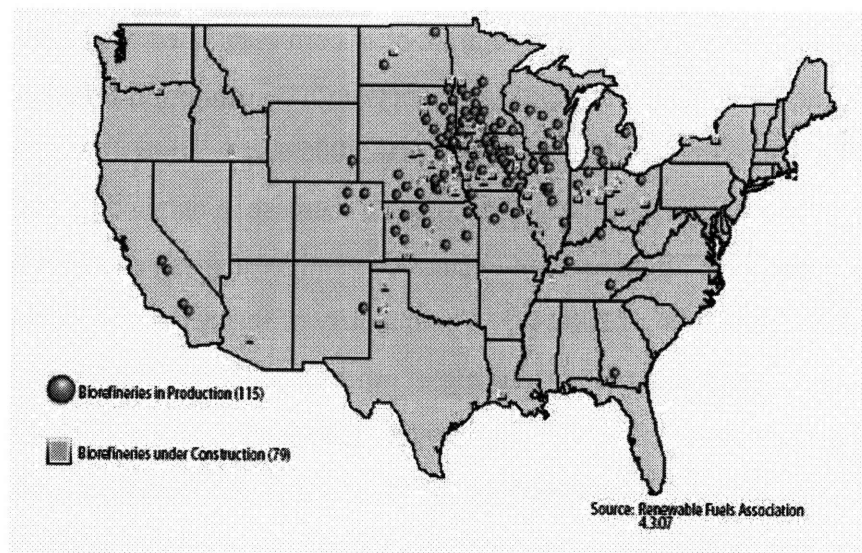 Biorefineries in Production (115)
Biorefineries under Construction (79)
Source: Renewable Fuels Association
4.3.07